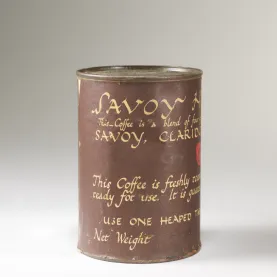 SAVOY
This Coffee is a blend of
SAVOY,
This Coffee is freshly
ready for use. It is
USE ONE HEAPED
Net Weight